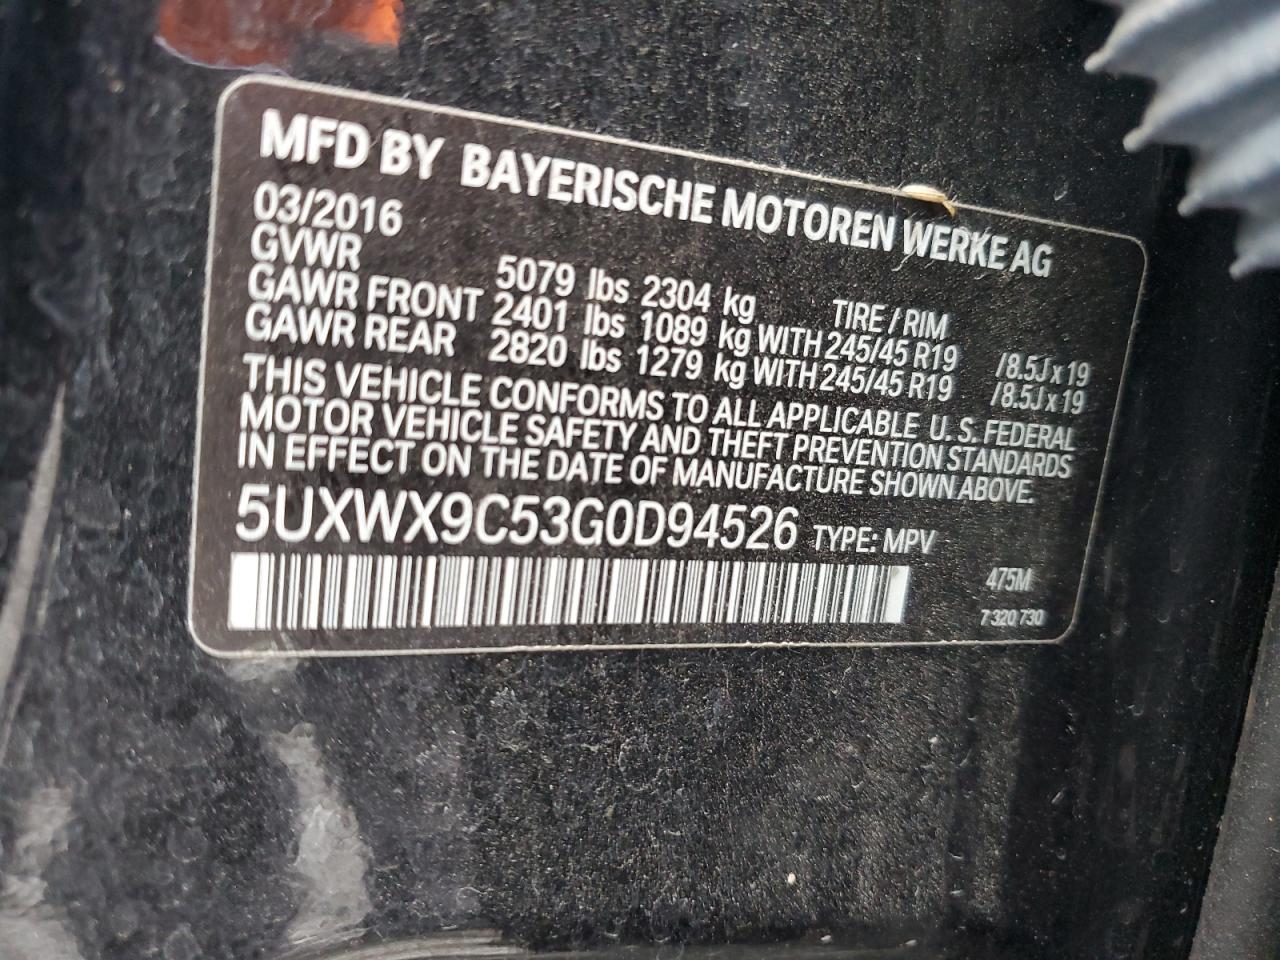 MFD BY BAYERISCHE MOTOREN WERKE AG
03/2016
GVWR 5079 lbs 2304 kg TIRE / RIM
GAWR FRONT 2401 lbs 1089 kg WITH 245/45 R19 /8.5J x 19
GAWR REAR 2820 lbs 1279 kg WITH 245/45 R19 /8.5J x 19
THIS VEHICLE CONFORMS TO ALL APPLICABLE U.S. FEDERAL
MOTOR VEHICLE SAFETY AND THEFT PREVENTION STANDARDS
IN EFFECT ON THE DATE OF MANUFACTURE SHOWN ABOVE.
5UXWX9C53G0D94526 TYPE: MPV
475M
7 320 730